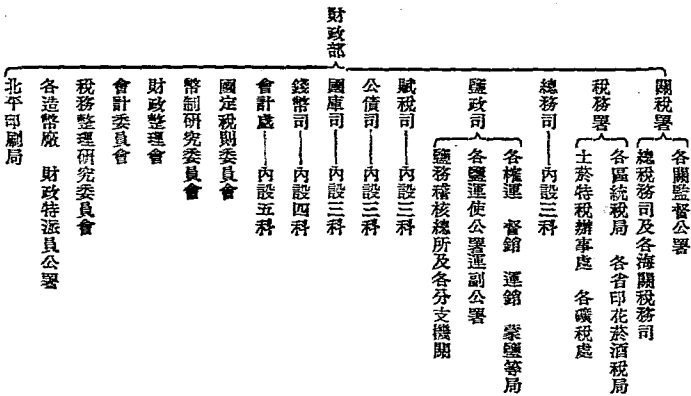 財政部
關稅署
各關監督公署
總稅務司及各海關稅務司
稅務署
各區統稅局 各省印花菸酒稅局
土菸特稅辦事處 各礦稅處
總務司——內設三科
鹽政司
各榷運 督銷 運銷 蒙鹽等局
各鹽運使公署運副公署
鹽務稽核總所及各分支機關
賦稅司——內設三科
公債司——內設三科
國庫司——內設三科
錢幣司——內設四科
會計處——內設五科
國定稅則委員會
幣制研究委員會
財政整理會
會計委員會
稅務整理研究委員會
各造幣廠 財政特派員公署
北平印刷局